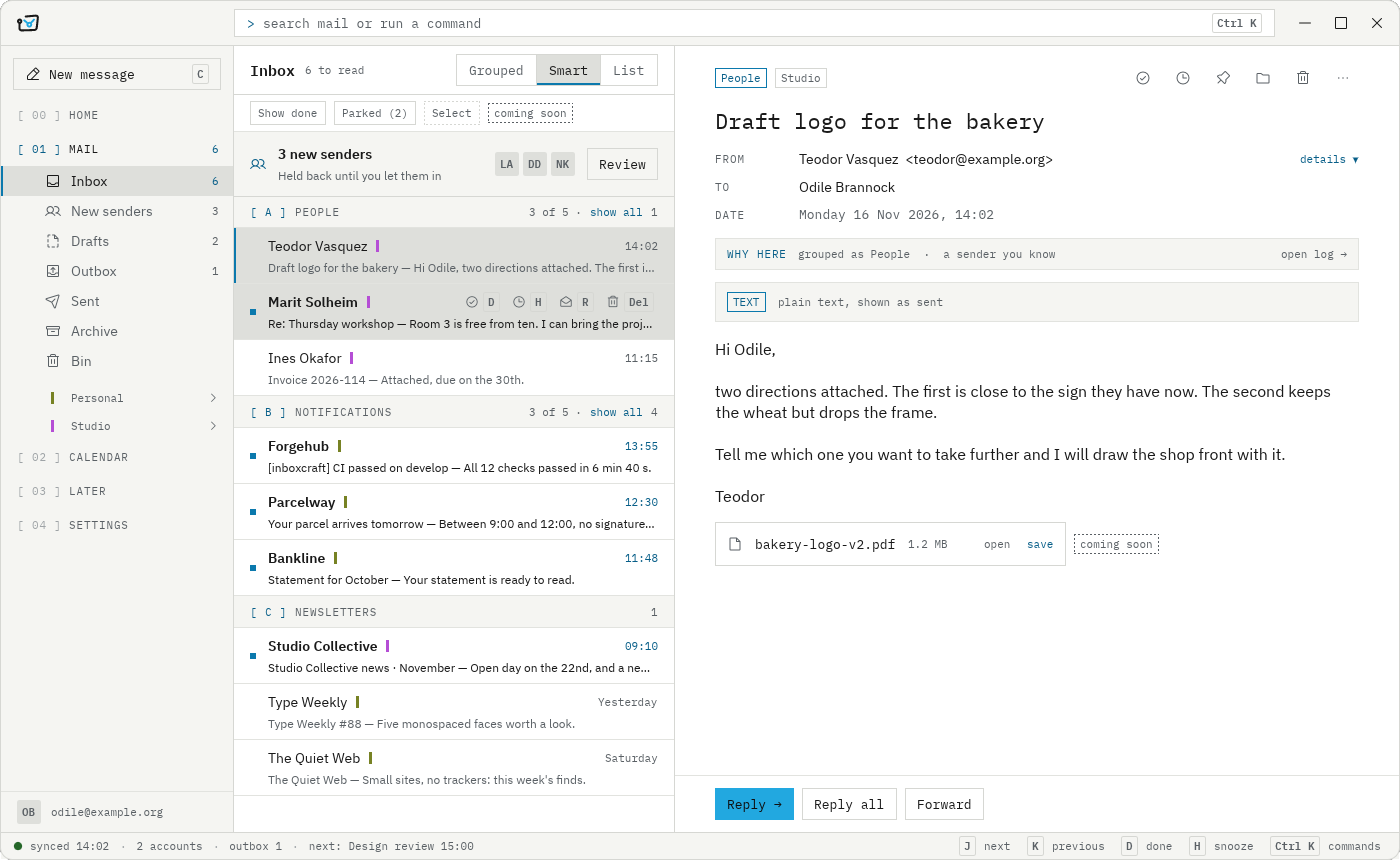 > search mail or run a command Ctrl K
New message C
[ 00 ] HOME
[ 01 ] MAIL 6
Inbox 6
New senders 3
Drafts 2
Outbox 1
Sent
Archive
Bin
Personal
Studio
[ 02 ] CALENDAR
[ 03 ] LATER
[ 04 ] SETTINGS
OB odile@example.org
Inbox 6 to read Grouped Smart List
Show done Parked (2) Select coming soon
3 new senders
Held back until you let them in
LA DD NK Review
[ A ] PEOPLE 3 of 5 · show all 1
Teodor Vasquez 14:02
Draft logo for the bakery — Hi Odile, two directions attached. The first i…
Marit Solheim D H R Del
Re: Thursday workshop — Room 3 is free from ten. I can bring the proj…
Ines Okafor 11:15
Invoice 2026-114 — Attached, due on the 30th.
[ B ] NOTIFICATIONS 3 of 5 · show all 4
Forgehub 13:55
[inboxcraft] CI passed on develop — All 12 checks passed in 6 min 40 s.
Parcelway 12:30
Your parcel arrives tomorrow — Between 9:00 and 12:00, no signature…
Bankline 11:48
Statement for October — Your statement is ready to read.
[ C ] NEWSLETTERS 1
Studio Collective 09:10
Studio Collective news · November — Open day on the 22nd, and a ne…
Type Weekly Yesterday
Type Weekly #88 — Five monospaced faces worth a look.
The Quiet Web Saturday
The Quiet Web — Small sites, no trackers: this week's finds.
People Studio
Draft logo for the bakery
FROM Teodor Vasquez <teodor@example.org> details ▾
TO Odile Brannock
DATE Monday 16 Nov 2026, 14:02
WHY HERE grouped as People · a sender you know open log →
TEXT plain text, shown as sent
Hi Odile,
two directions attached. The first is close to the sign they have now. The second keeps
the wheat but drops the frame.
Tell me which one you want to take further and I will draw the shop front with it.
Teodor
bakery-logo-v2.pdf 1.2 MB open save coming soon
Reply → Reply all Forward
synced 14:02 · 2 accounts · outbox 1 · next: Design review 15:00
J next K previous D done H snooze Ctrl K commands